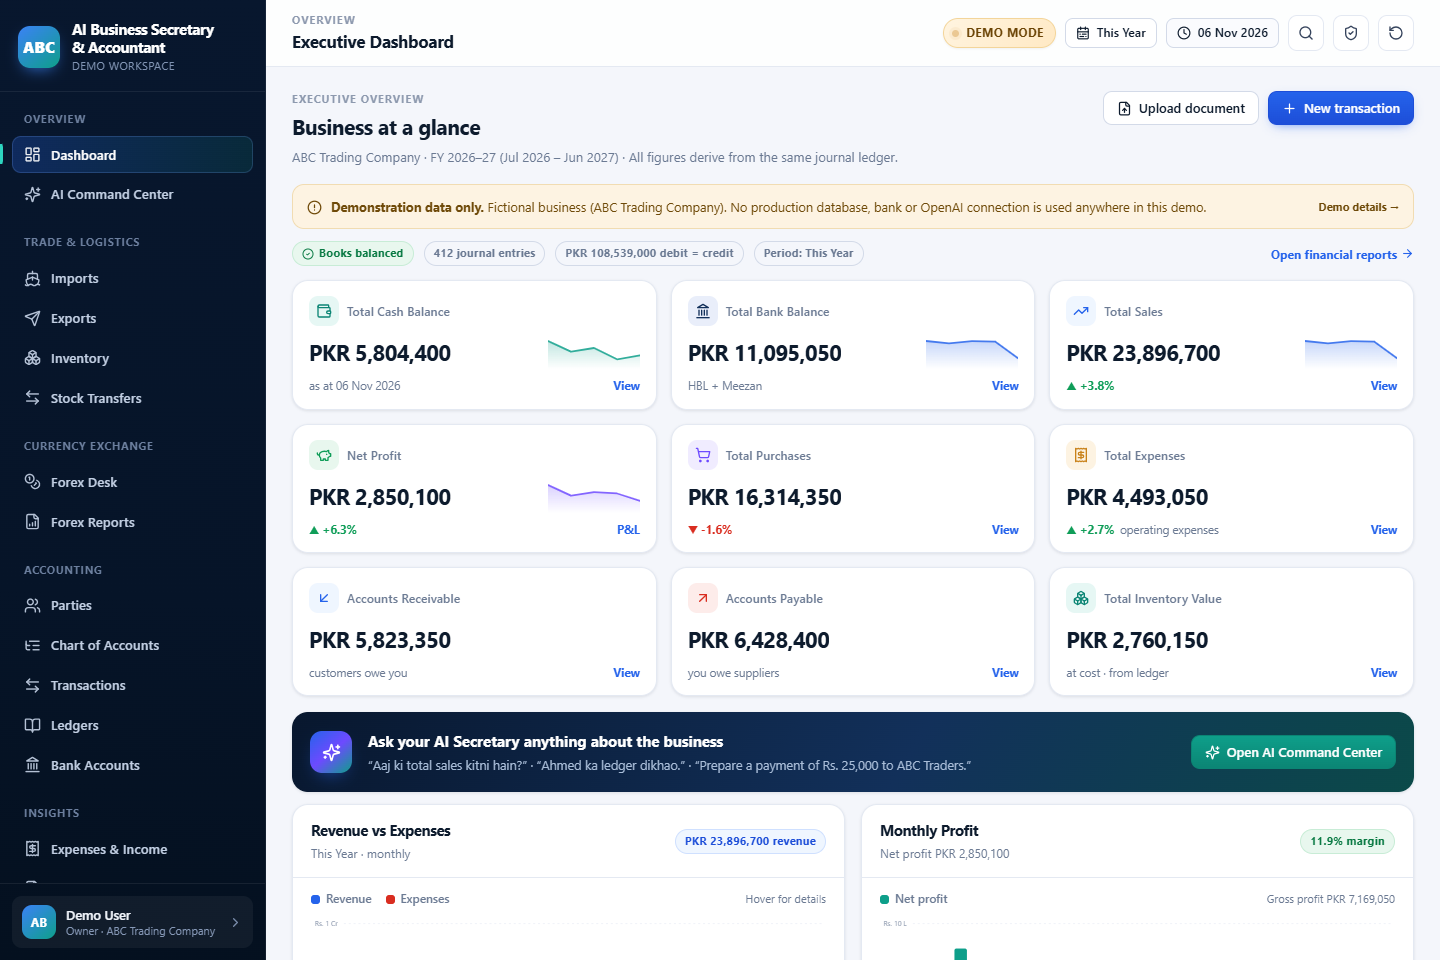 ABC
AI Business Secretary
& Accountant
DEMO WORKSPACE
OVERVIEW
Dashboard
AI Command Center
TRADE & LOGISTICS
Imports
Exports
Inventory
Stock Transfers
CURRENCY EXCHANGE
Forex Desk
Forex Reports
ACCOUNTING
Parties
Chart of Accounts
Transactions
Ledgers
Bank Accounts
INSIGHTS
Expenses & Income
AB
Demo User
Owner · ABC Trading Company
OVERVIEW
Executive Dashboard
DEMO MODE
This Year
06 Nov 2026
EXECUTIVE OVERVIEW
Business at a glance
ABC Trading Company · FY 2026–27 (Jul 2026 – Jun 2027) · All figures derive from the same journal ledger.
Upload document
New transaction
Demonstration data only. Fictional business (ABC Trading Company). No production database, bank or OpenAI connection is used anywhere in this demo.
Demo details →
Books balanced
412 journal entries
PKR 108,539,000 debit = credit
Period: This Year
Open financial reports →
Total Cash Balance
PKR 5,804,400
as at 06 Nov 2026
View
Total Bank Balance
PKR 11,095,050
HBL + Meezan
View
Total Sales
PKR 23,896,700
▲ +3.8%
View
Net Profit
PKR 2,850,100
▲ +6.3%
P&L
Total Purchases
PKR 16,314,350
▼ -1.6%
View
Total Expenses
PKR 4,493,050
▲ +2.7% operating expenses
View
Accounts Receivable
PKR 5,823,350
customers owe you
View
Accounts Payable
PKR 6,428,400
you owe suppliers
View
Total Inventory Value
PKR 2,760,150
at cost · from ledger
View
Ask your AI Secretary anything about the business
“Aaj ki total sales kitni hain?” · “Ahmed ka ledger dikhao.” · “Prepare a payment of Rs. 25,000 to ABC Traders.”
Open AI Command Center
Revenue vs Expenses
This Year · monthly
PKR 23,896,700 revenue
Revenue
Expenses
Hover for details
Rs. 1 Cr
Monthly Profit
Net profit PKR 2,850,100
11.9% margin
Net profit
Gross profit PKR 7,169,050
Rs. 10 L